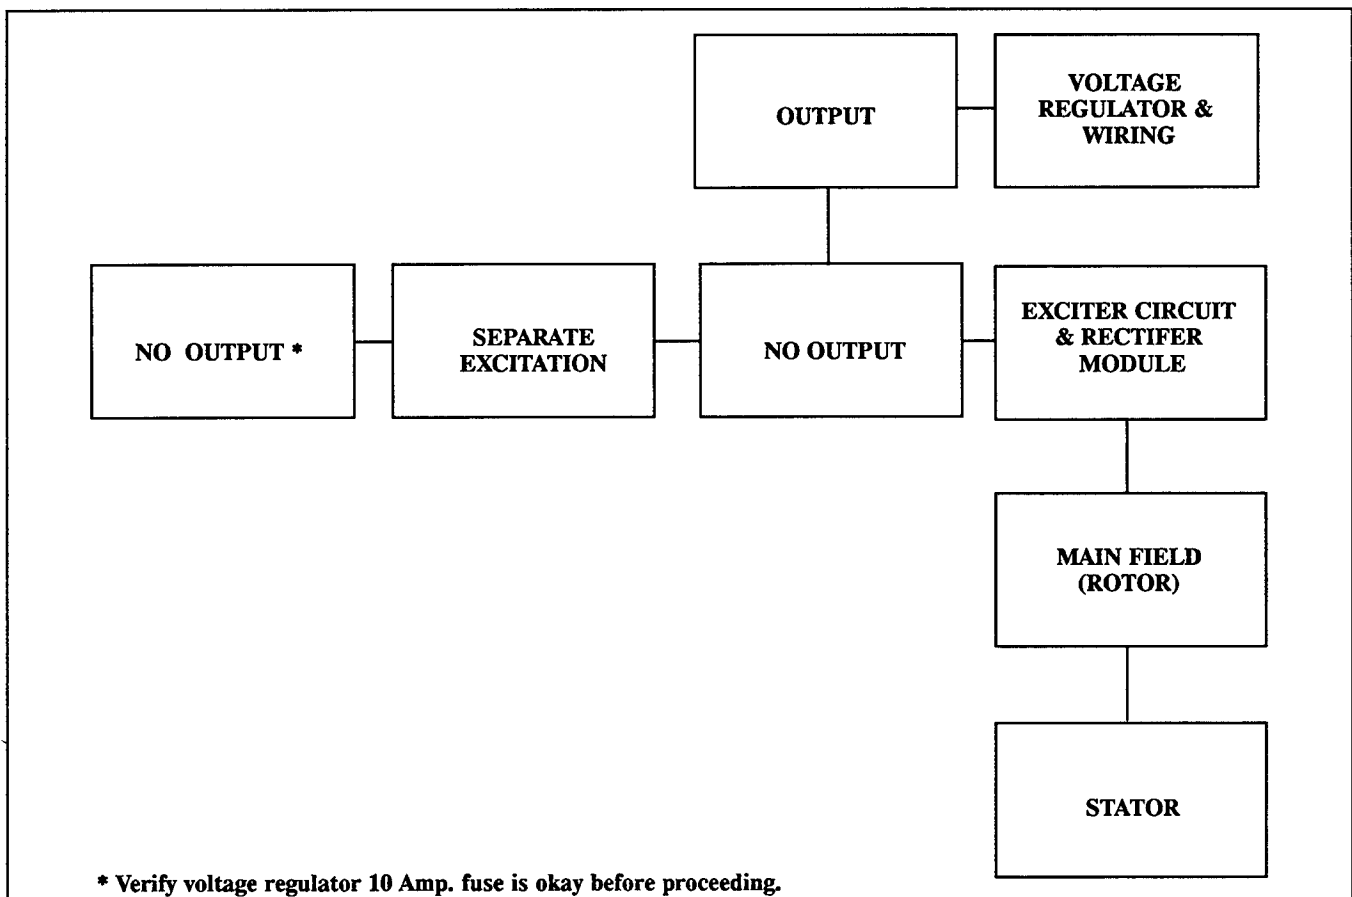 OUTPUT
VOLTAGE
REGULATOR &
WIRING
NO OUTPUT *
SEPARATE
EXCITATION
NO OUTPUT
EXCITER CIRCUIT
& RECTIFER
MODULE
MAIN FIELD
(ROTOR)
STATOR
* Verify voltage regulator 10 Amp. fuse is okay before proceeding.